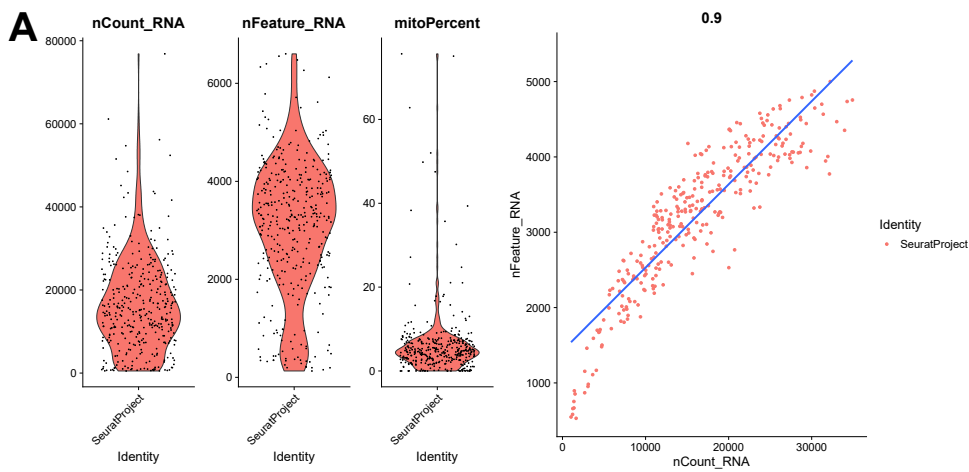 A
nCount_RNA
80000
60000
40000
20000
0
SeuratProject
Identity
nFeature_RNA
6000
4000
2000
0
SeuratProject
Identity
mitoPercent
60
40
20
0
SeuratProject
Identity
0.9
nFeature_RNA
5000
4000
3000
2000
1000
0
10000
20000
30000
nCount_RNA
Identity
SeuratProject